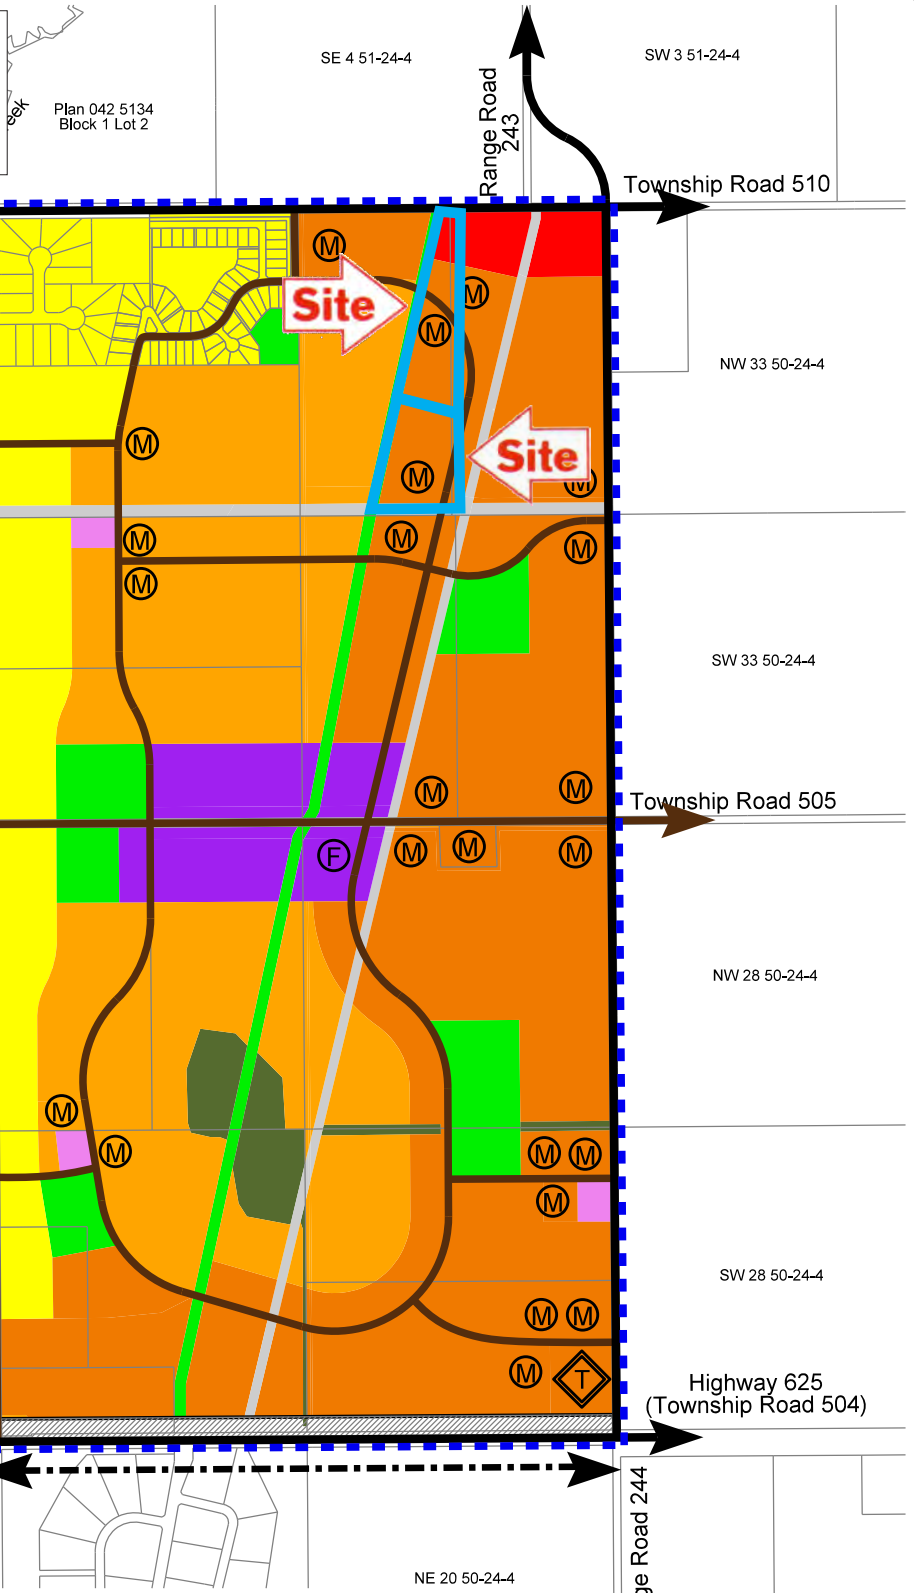 SE 4 51-24-4
SW 3 51-24-4
Range Road
243
eek
Plan 042 5134
Block 1 Lot 2
Township Road 510
M
Site
M
M
NW 33 50-24-4
M
Site
M
M
M
M
M
M
SW 33 50-24-4
M
M
Township Road 505
F
M
M
M
NW 28 50-24-4
M
M
M
M
M
SW 28 50-24-4
M
M
M
T
Highway 625
(Township Road 504)
ge Road 244
NE 20 50-24-4